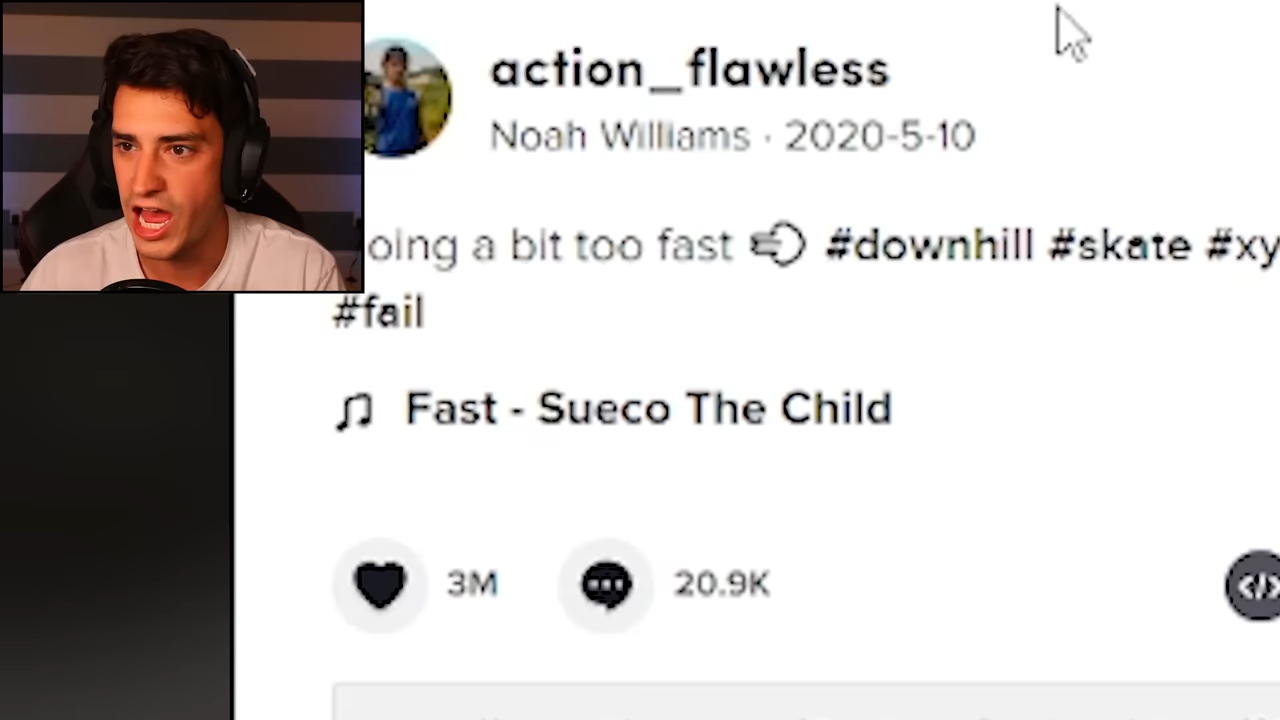 action_flawless
Noah Williams · 2020-5-10
oing a bit too fast #downhill #skate #xy
#fail
Fast - Sueco The Child
3M 20.9K